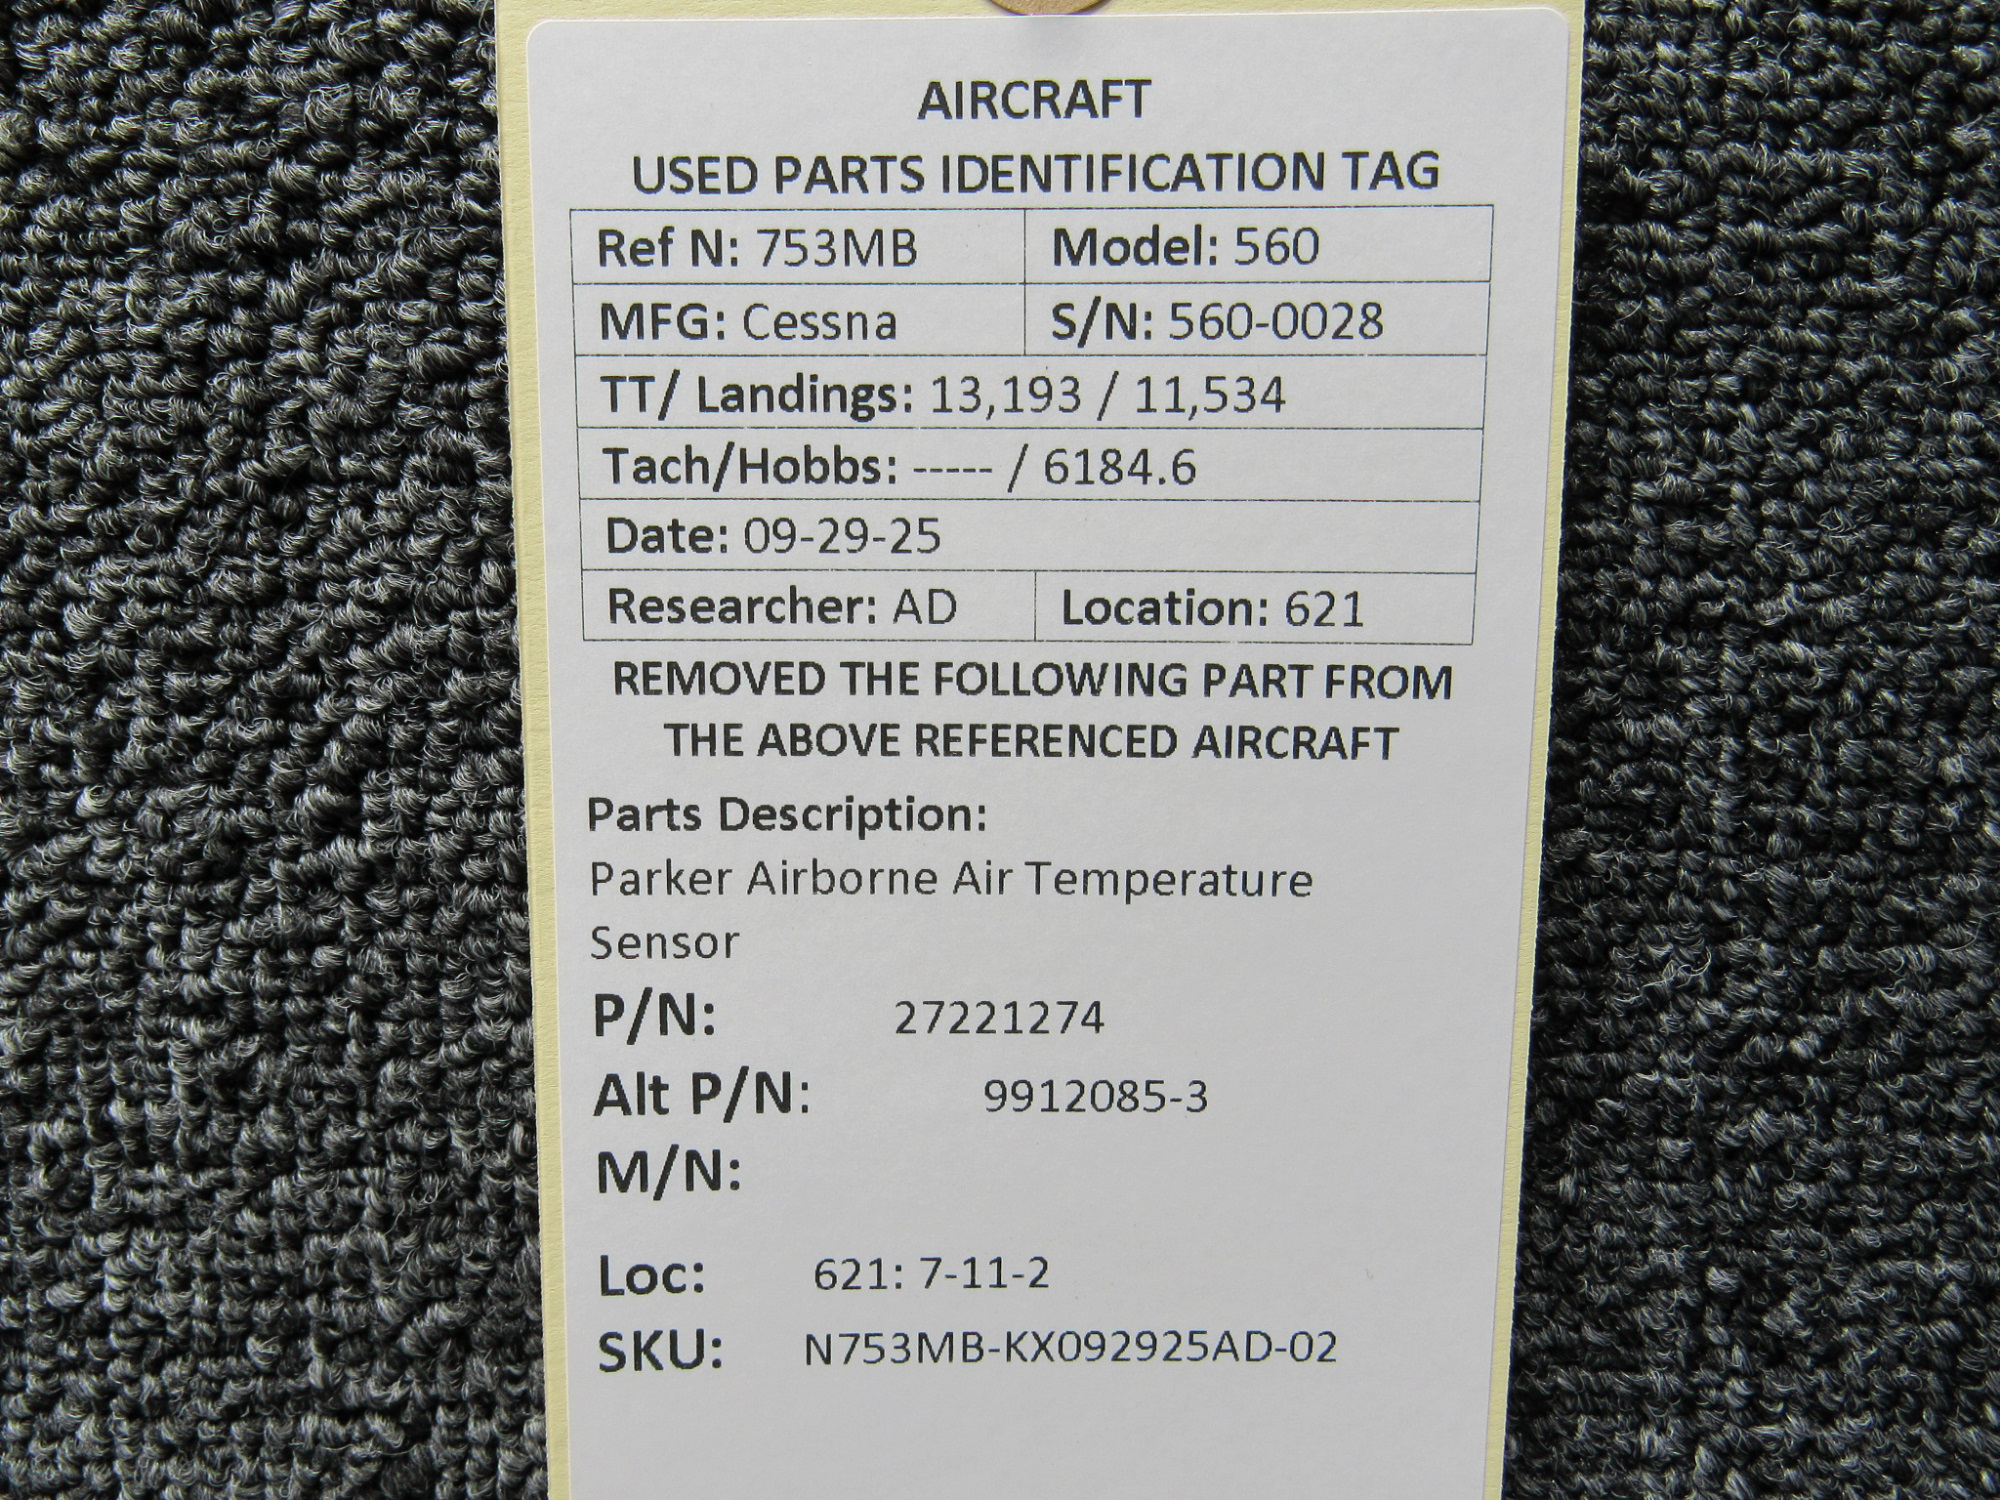 AIRCRAFT
USED PARTS IDENTIFICATION TAG
Ref N: 753MB Model: 560
MFG: Cessna S/N: 560-0028
TT/ Landings: 13,193 / 11,534
Tach/Hobbs: ----- / 6184.6
Date: 09-29-25
Researcher: AD Location: 621
REMOVED THE FOLLOWING PART FROM
THE ABOVE REFERENCED AIRCRAFT
Parts Description:
Parker Airborne Air Temperature
Sensor
P/N: 27221274
Alt P/N: 9912085-3
M/N:
Loc: 621: 7-11-2
SKU: N753MB-KX092925AD-02